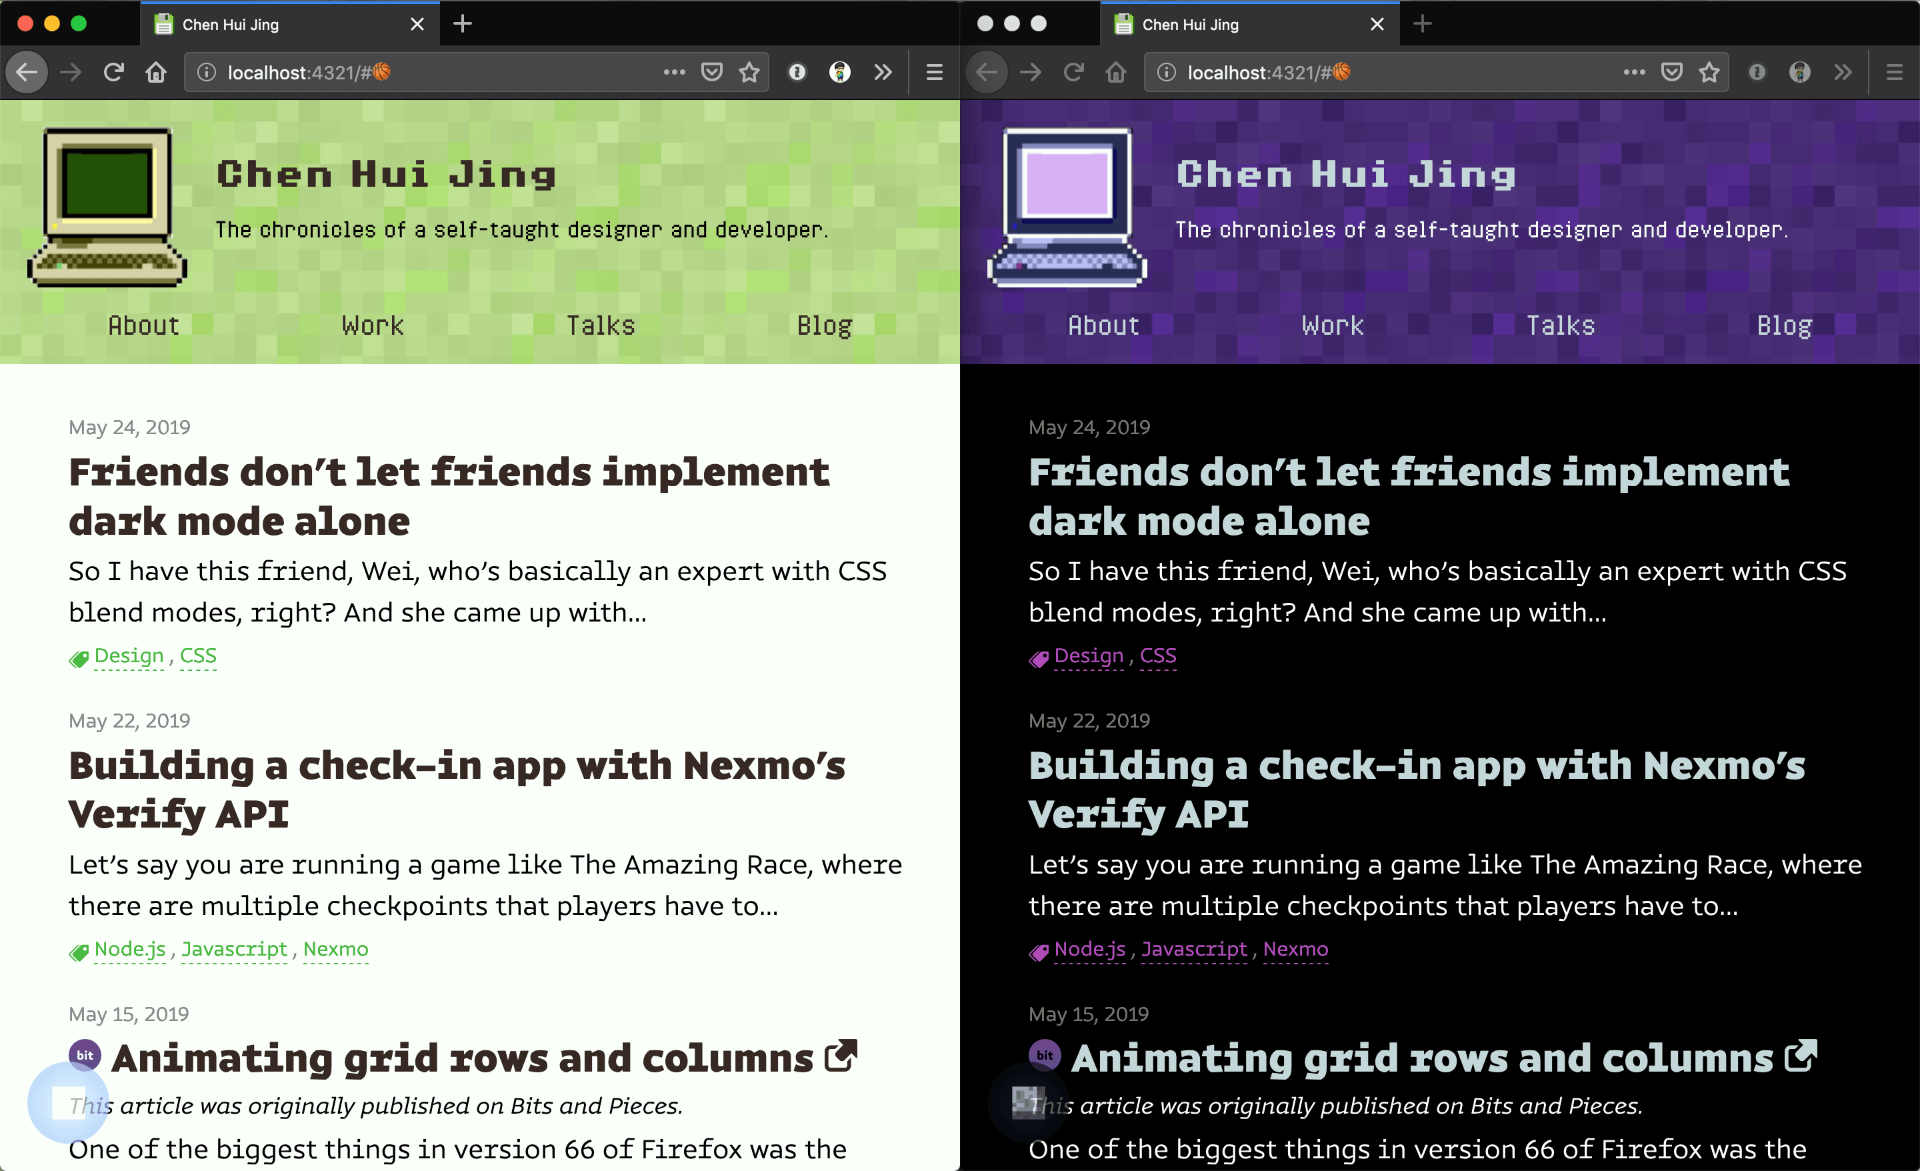 Chen Hui Jing
localhost:4321/#🏀
Chen Hui Jing
The chronicles of a self-taught designer and developer.
About Work Talks Blog
May 24, 2019
Friends don’t let friends implement
dark mode alone
So I have this friend, Wei, who’s basically an expert with CSS
blend modes, right? And she came up with...
Design , CSS
May 22, 2019
Building a check-in app with Nexmo’s
Verify API
Let’s say you are running a game like The Amazing Race, where
there are multiple checkpoints that players have to...
Node.js , Javascript , Nexmo
May 15, 2019
bit Animating grid rows and columns
This article was originally published on Bits and Pieces.
One of the biggest things in version 66 of Firefox was the
Chen Hui Jing
localhost:4321/#🏀
Chen Hui Jing
The chronicles of a self-taught designer and developer.
About Work Talks Blog
May 24, 2019
Friends don’t let friends implement
dark mode alone
So I have this friend, Wei, who’s basically an expert with CSS
blend modes, right? And she came up with...
Design , CSS
May 22, 2019
Building a check-in app with Nexmo’s
Verify API
Let’s say you are running a game like The Amazing Race, where
there are multiple checkpoints that players have to...
Node.js , Javascript , Nexmo
May 15, 2019
bit Animating grid rows and columns
This article was originally published on Bits and Pieces.
One of the biggest things in version 66 of Firefox was the